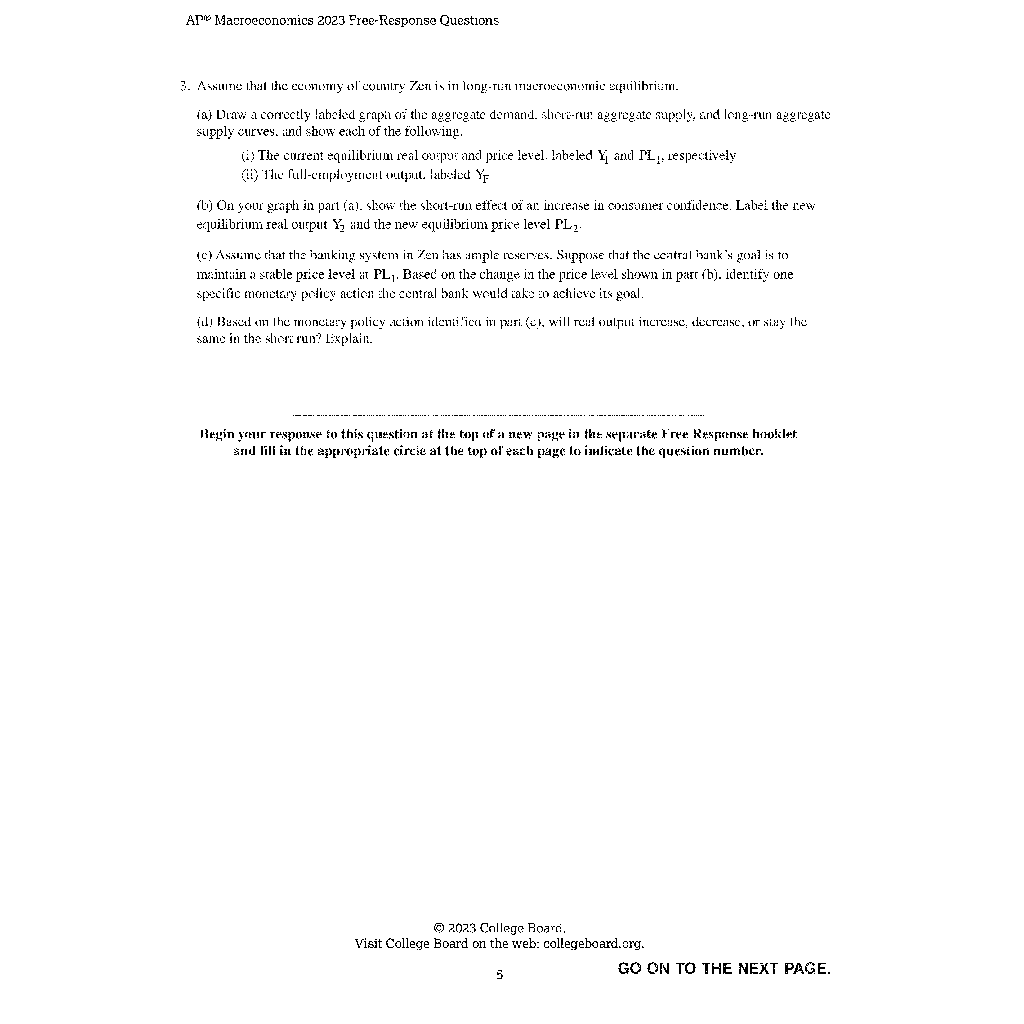 AP® Macroeconomics 2023 Free-Response Questions
3. Assume that the economy of country Zen is in long-run macroeconomic equilibrium.
(a) Draw a correctly labeled graph of the aggregate demand, short-run aggregate supply, and long-run aggregate
supply curves, and show each of the following.
(i) The current equilibrium real output and price level, labeled Y₁ and PL₁, respectively
(ii) The full-employment output, labeled Y_F
(b) On your graph in part (a), show the short-run effect of an increase in consumer confidence. Label the new
equilibrium real output Y₂ and the new equilibrium price level PL₂.
(c) Assume that the banking system in Zen has ample reserves. Suppose that the central bank's goal is to
maintain a stable price level at PL₁. Based on the change in the price level shown in part (b), identify one
specific monetary policy action the central bank would take to achieve its goal.
(d) Based on the monetary policy action identified in part (c), will real output increase, decrease, or stay the
same in the short run? Explain.
Begin your response to this question at the top of a new page in the separate Free Response booklet
and fill in the appropriate circle at the top of each page to indicate the question number.
© 2023 College Board.
Visit College Board on the web: collegeboard.org.
5
GO ON TO THE NEXT PAGE.